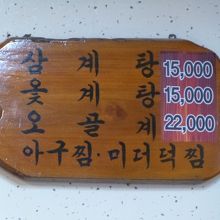 삼 계 탕 15,000
옻 계 탕 15,000
오 골 계 22,000
아구찜·미더덕찜